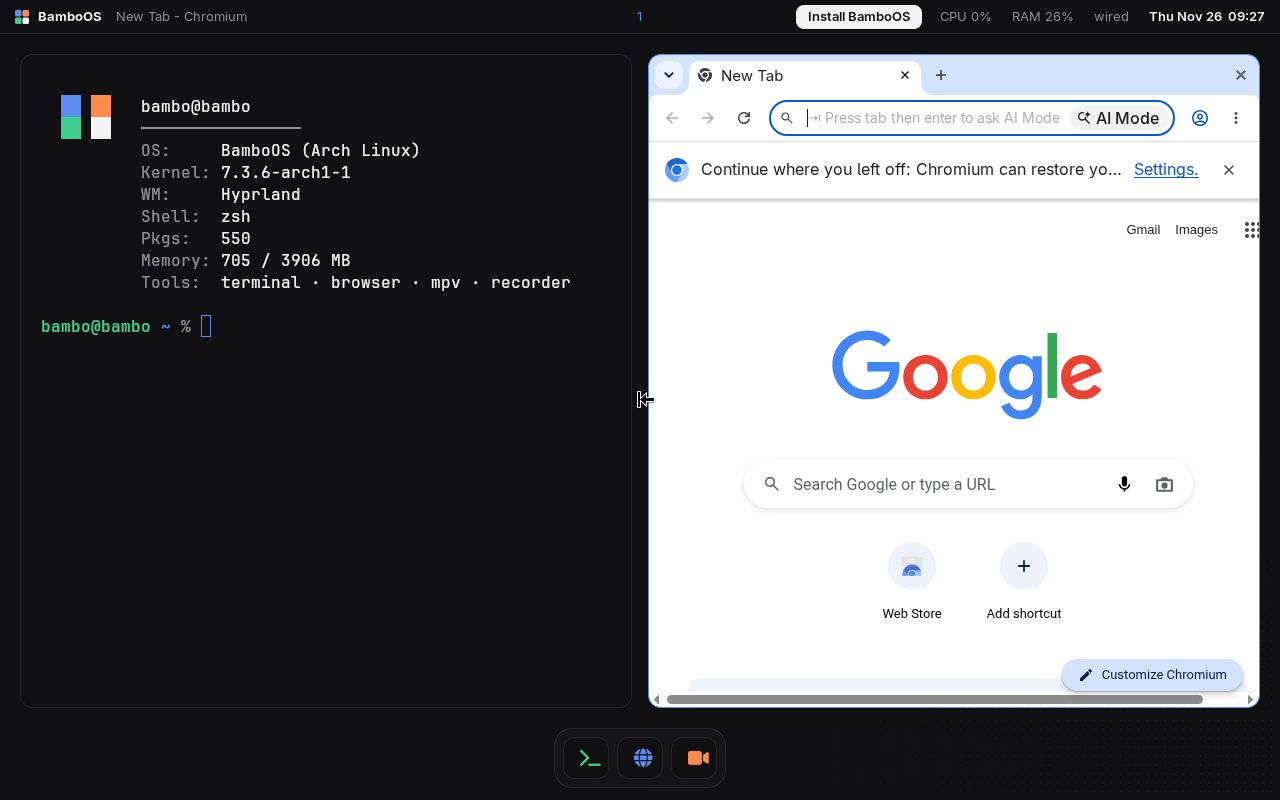 BambooOS New Tab - Chromium 1 Install BamboOS CPU 0% RAM 26% wired Thu Nov 26 09:27
bambo@bambo
OS: BamboOS (Arch Linux)
Kernel: 7.3.6-arch1-1
WM: Hyprland
Shell: zsh
Pkgs: 550
Memory: 705 / 3906 MB
Tools: terminal · browser · mpv · recorder
bambo@bambo ~ %
New Tab
Press tab then enter to ask AI Mode AI Mode
Continue where you left off: Chromium can restore yo... Settings.
Gmail Images
Google
Search Google or type a URL
Web Store Add shortcut
Customize Chromium